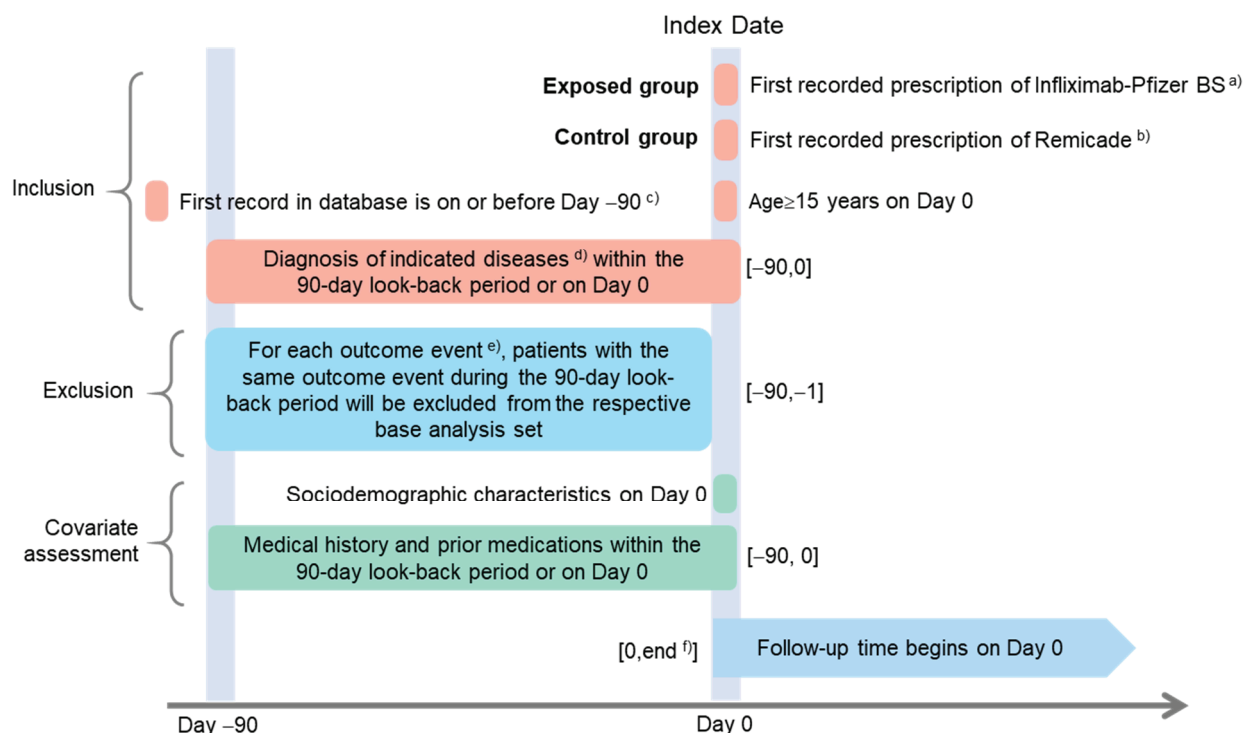 Index Date
Exposed group
First recorded prescription of Infliximab-Pfizer BS a)
Control group
First recorded prescription of Remicade b)
Inclusion
First record in database is on or before Day −90 c)
Age≥15 years on Day 0
Diagnosis of indicated diseases d) within the
90-day look-back period or on Day 0
[−90,0]
Exclusion
For each outcome event e), patients with the
same outcome event during the 90-day look-
back period will be excluded from the respective
base analysis set
[−90,−1]
Covariate
assessment
Sociodemographic characteristics on Day 0
Medical history and prior medications within the
90-day look-back period or on Day 0
[−90, 0]
[0,end f)]
Follow-up time begins on Day 0
Day −90
Day 0